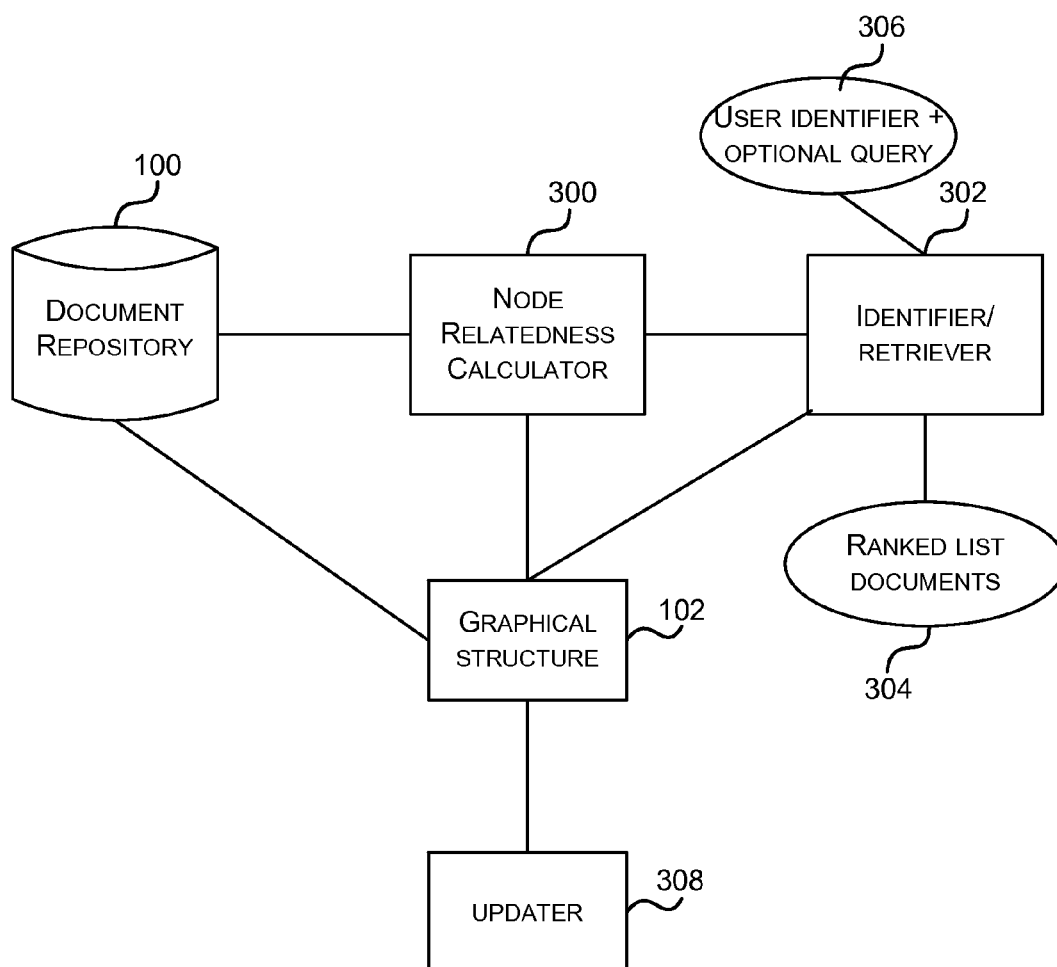 306
USER IDENTIFIER +
OPTIONAL QUERY
100
300
302
DOCUMENT
REPOSITORY
NODE
RELATEDNESS
CALCULATOR
IDENTIFIER/
RETRIEVER
RANKED LIST
DOCUMENTS
304
GRAPHICAL
STRUCTURE
102
UPDATER
308